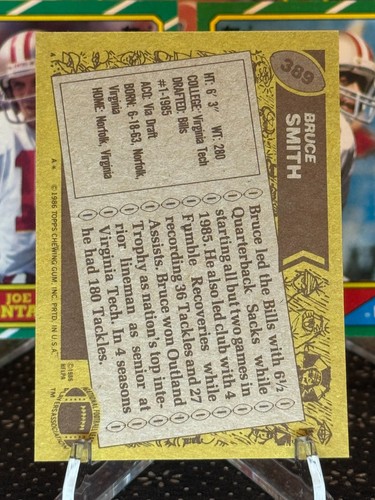 389
BRUCE
SMITH
HT: 6' 3" WT: 280
COLLEGE: Virginia Tech
DRAFTED: Bills
#1-1985
ACQ: Via Draft
BORN: 6-18-63, Norfolk,
Virginia
HOME: Norfolk, Virginia
Bruce led the Bills with 6½
Quarterback Sacks while
starting all but two games in
1985. He also led club with 4
Fumble Recoveries while
recording 36 Tackles and 27
Assists. Bruce won Outland
Trophy as nation's top inte-
rior lineman as senior at
Virginia Tech. In 4 seasons
he had 180 Tackles.
A* © 1986 TOPPS CHEWING GUM, INC. PRTD. IN U.S.A.
JOE